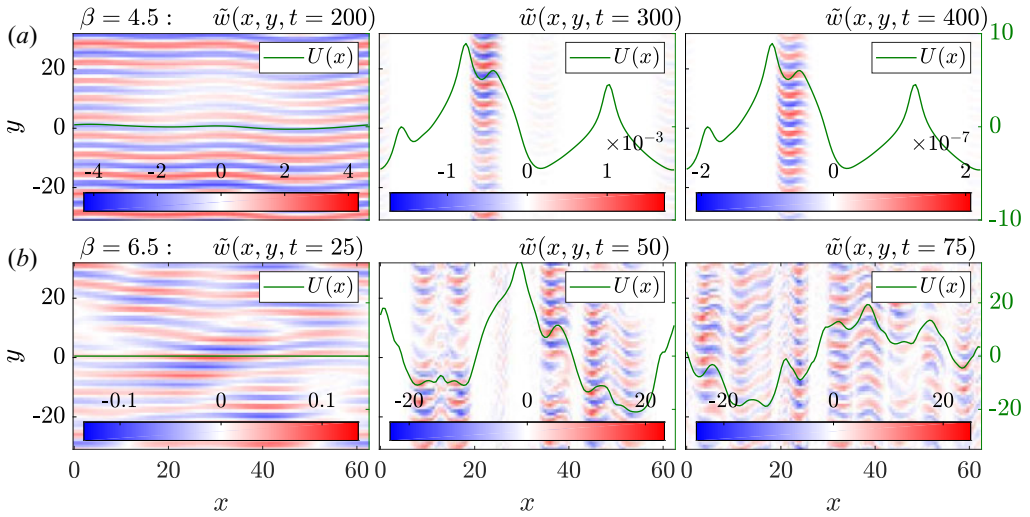 (a) β = 4.5 : w̃(x, y, t = 200) w̃(x, y, t = 300) w̃(x, y, t = 400)
U(x) U(x) U(x) 10
20
y 0 0
×10⁻³ ×10⁻⁷
-4 -2 0 2 4 -1 0 1 -2 0 2
-20
-10
(b) β = 6.5 : w̃(x, y, t = 25) w̃(x, y, t = 50) w̃(x, y, t = 75)
U(x) U(x) U(x)
20 20
y 0 0
-0.1 0 0.1 -20 0 20 -20 0 20
-20 -20
0 20 40 60 0 20 40 60 0 20 40 60
x x x